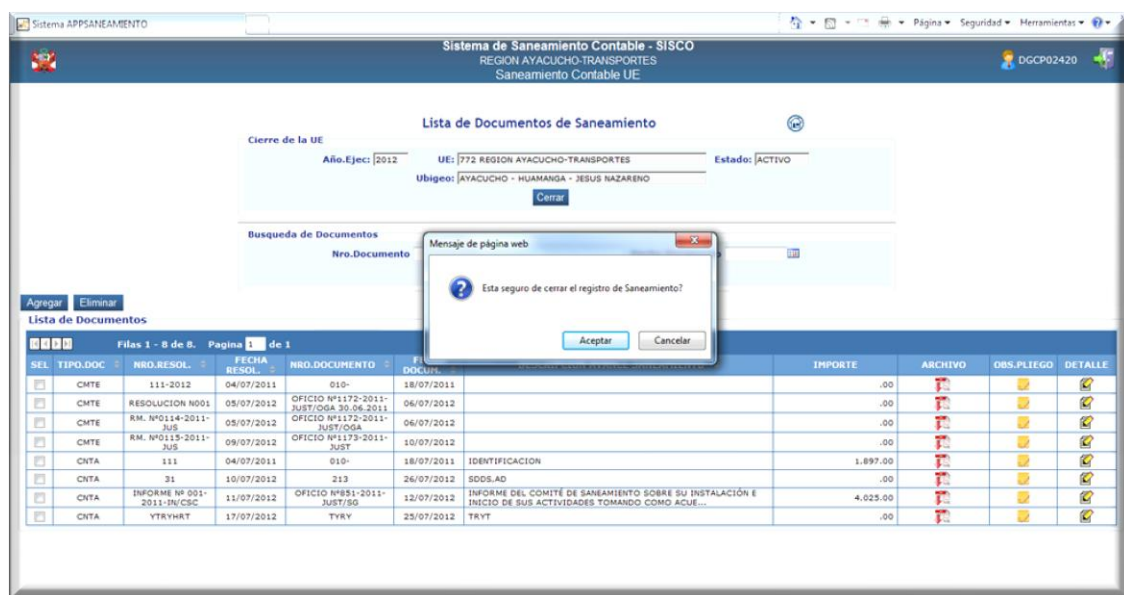 Sistema APPSANEAMIENTO
Página Seguridad Herramientas
Sistema de Saneamiento Contable - SISCO
REGION AYACUCHO-TRANSPORTES
Saneamiento Contable UE
DGCP02420
Lista de Documentos de Saneamiento
Cierre de la UE
Año.Ejec: 2012 UE: 772 REGION AYACUCHO-TRANSPORTES Estado: ACTIVO
Ubigeo: AYACUCHO - HUAMANGA - JESUS NAZARENO
Cerrar
Busqueda de Documentos
Nro.Documento
Mensaje de página web
Esta seguro de cerrar el registro de Saneamiento?
Aceptar Cancelar
Agregar Eliminar
Lista de Documentos
Filas 1 - 8 de 8. Pagina 1 de 1
SEL TIPO.DOC NRO.RESOL. FECHA RESOL. NRO.DOCUMENTO DOCUM. IMPORTE ARCHIVO OBS.PLIEGO DETALLE
CMTE 111-2012 04/07/2011 010- 18/07/2011 .00
CMTE RESOLUCION N001 05/07/2012 OFICIO Nº1172-2011-JUST/OGA 30.06.2011 06/07/2012 .00
CMTE RM. Nº0114-2011-JUS 05/07/2012 OFICIO Nº1172-2011-JUST/OGA 06/07/2012 .00
CMTE RM. Nº0115-2011-JUS 09/07/2012 OFICIO Nº1173-2011-JUST 10/07/2012 .00
CNTA 111 04/07/2011 010- 18/07/2011 IDENTIFICACION 1.897.00
CNTA 31 10/07/2012 213 26/07/2012 SDDS.AD .00
CNTA INFORME Nº 001-2011-IN/CSC 11/07/2012 OFICIO Nº851-2011-JUST/SG 12/07/2012 INFORME DEL COMITÉ DE SANEAMIENTO SOBRE SU INSTALACIÓN E INICIO DE SUS ACTIVIDADES TOMANDO COMO ACUE... 4,025.00
CNTA YTRYHRT 17/07/2012 TYRY 25/07/2012 TRYT .00